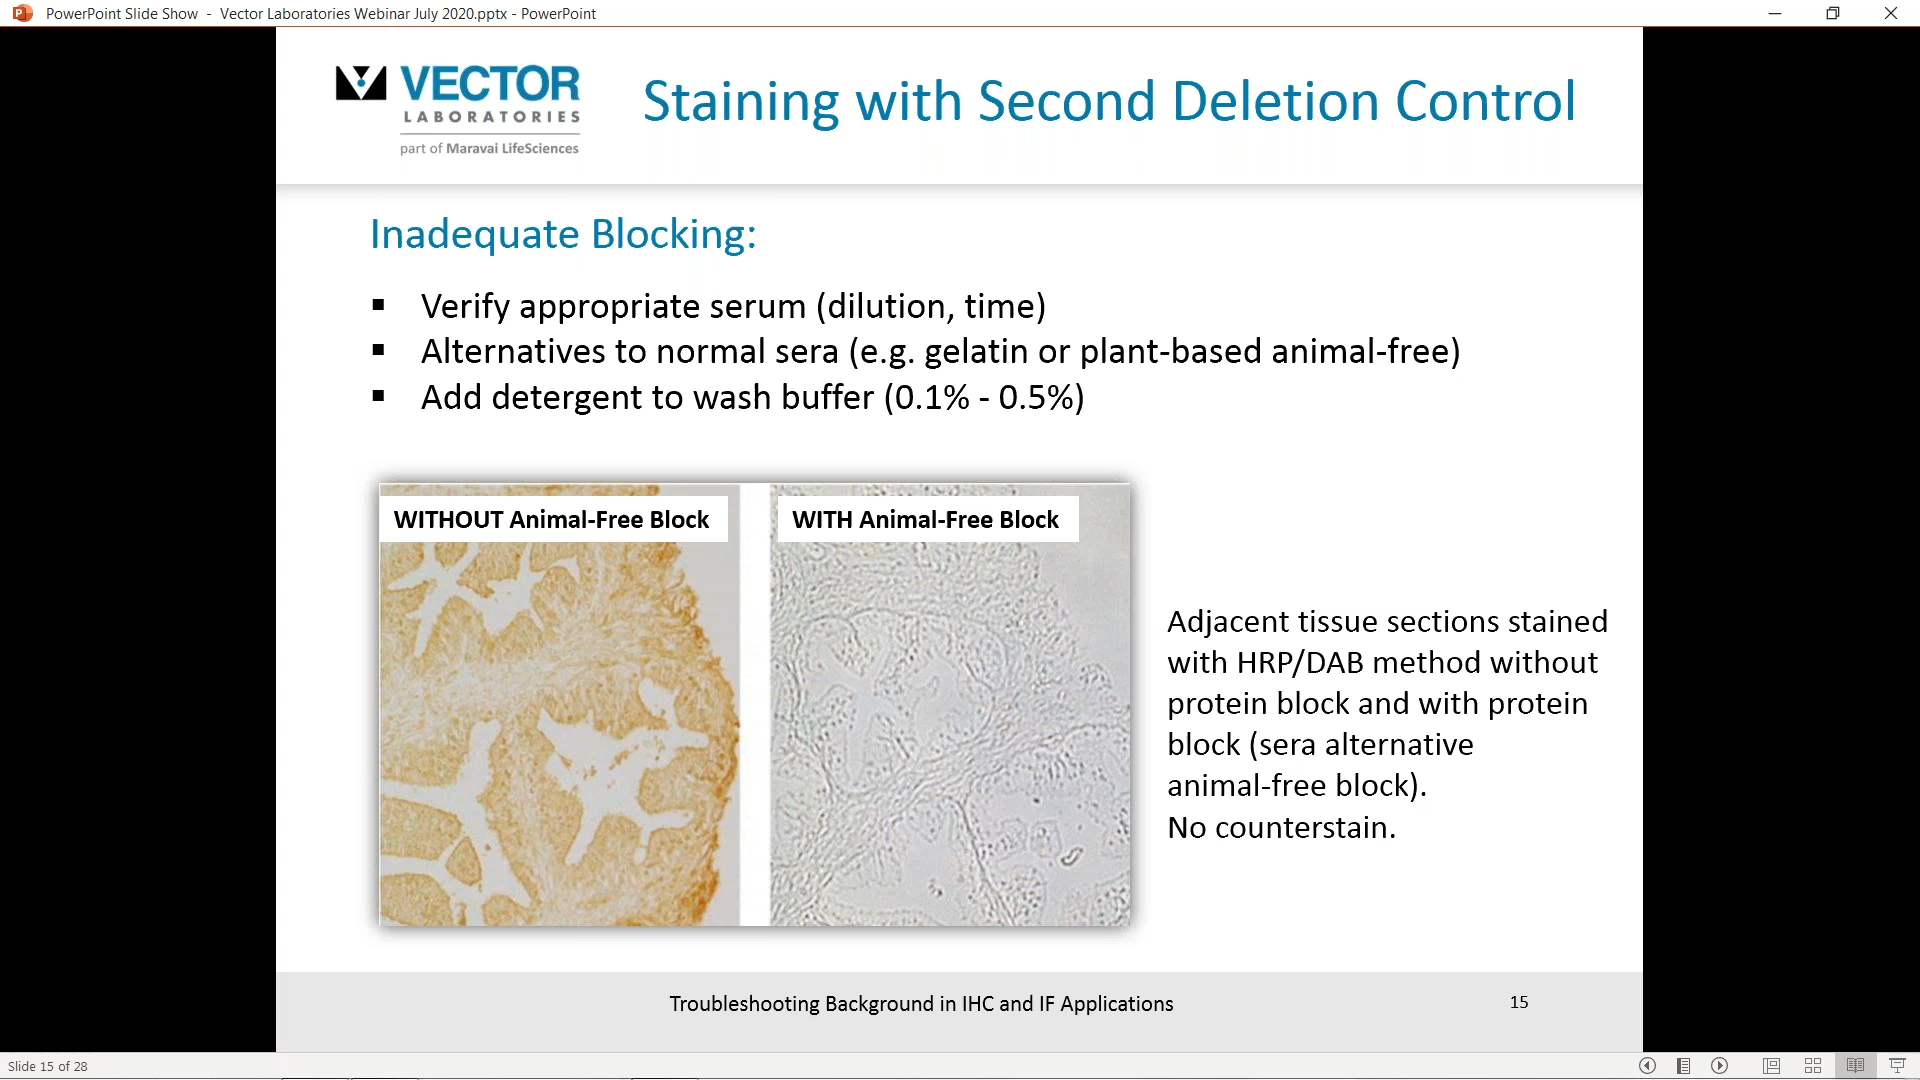 PowerPoint Slide Show - Vector Laboratories Webinar July 2020.pptx - PowerPoint
VECTOR
LABORATORIES
part of Maravai LifeSciences
Staining with Second Deletion Control
Inadequate Blocking:
▪ Verify appropriate serum (dilution, time)
▪ Alternatives to normal sera (e.g. gelatin or plant-based animal-free)
▪ Add detergent to wash buffer (0.1% - 0.5%)
WITHOUT Animal-Free Block
WITH Animal-Free Block
Adjacent tissue sections stained
with HRP/DAB method without
protein block and with protein
block (sera alternative
animal-free block).
No counterstain.
Troubleshooting Background in IHC and IF Applications
15
Slide 15 of 28